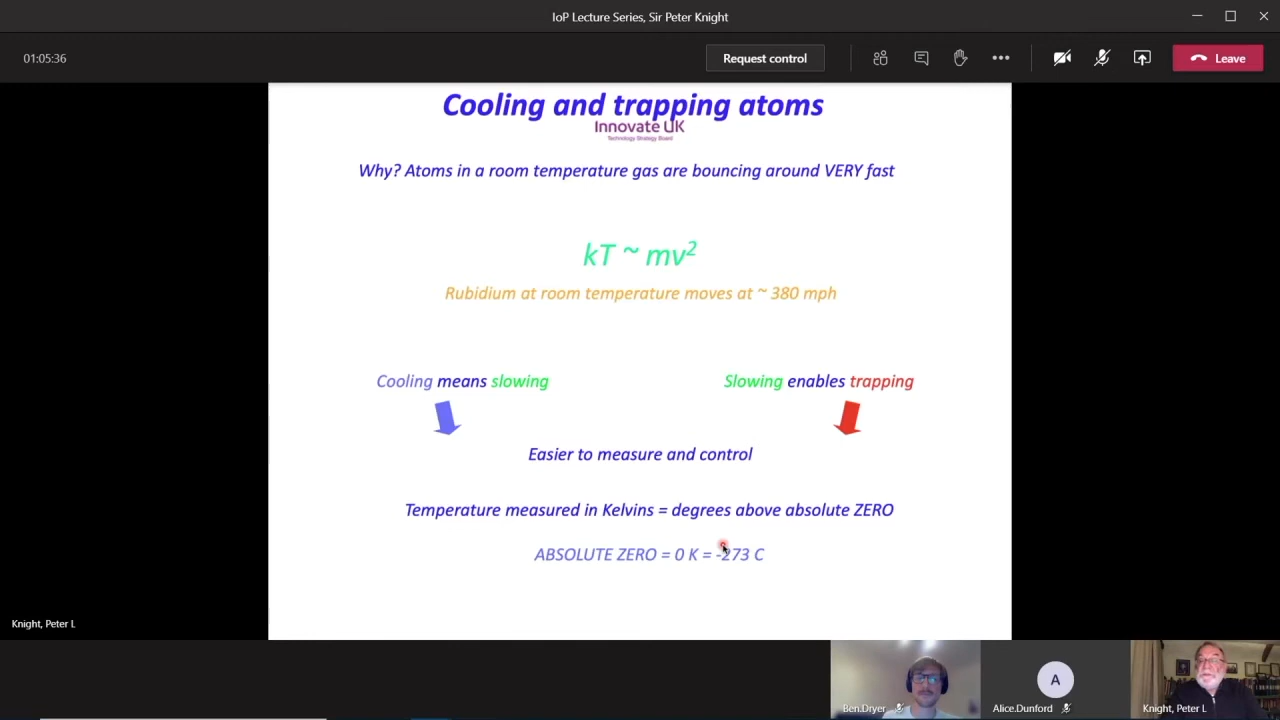 IoP Lecture Series, Sir Peter Knight
01:05:36
Request control
Leave
Cooling and trapping atoms
Innovate UK
Technology Strategy Board
Why? Atoms in a room temperature gas are bouncing around VERY fast
kT ~ mv²
Rubidium at room temperature moves at ~ 380 mph
Cooling means slowing
Slowing enables trapping
Easier to measure and control
Temperature measured in Kelvins = degrees above absolute ZERO
ABSOLUTE ZERO = 0 K = -273 C
Knight, Peter L
A
Ben.Dryer
Alice.Dunford
Knight, Peter L